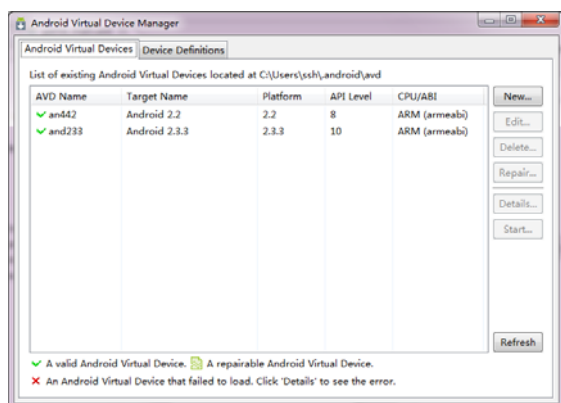 Android Virtual Device Manager
Android Virtual Devices Device Definitions
List of existing Android Virtual Devices located at C:\Users\ssh\.android\avd
AVD Name Target Name Platform API Level CPU/ABI New...
an442 Android 2.2 2.2 8 ARM (armeabi) Edit...
and233 Android 2.3.3 2.3.3 10 ARM (armeabi)
Delete...
Repair...
Details...
Start...
Refresh
A valid Android Virtual Device. A repairable Android Virtual Device.
An Android Virtual Device that failed to load. Click 'Details' to see the error.